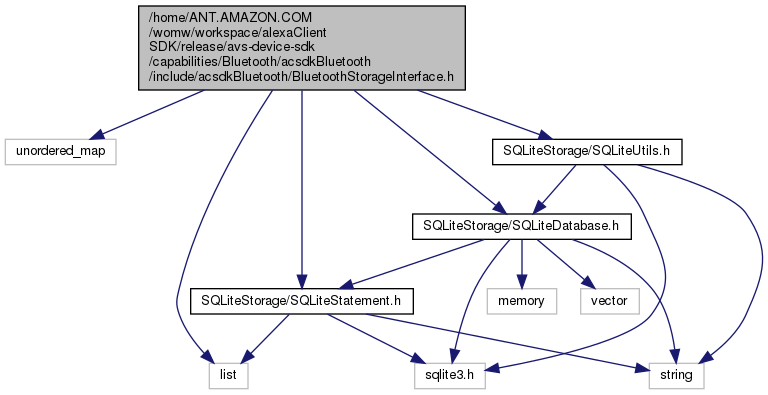 /home/ANT.AMAZON.COM
/womw/workspace/alexaClient
SDK/release/avs-device-sdk
/capabilities/Bluetooth/acsdkBluetooth
/include/acsdkBluetooth/BluetoothStorageInterface.h
unordered_map
SQLiteStorage/SQLiteUtils.h
SQLiteStorage/SQLiteDatabase.h
SQLiteStorage/SQLiteStatement.h
memory
vector
list
sqlite3.h
string